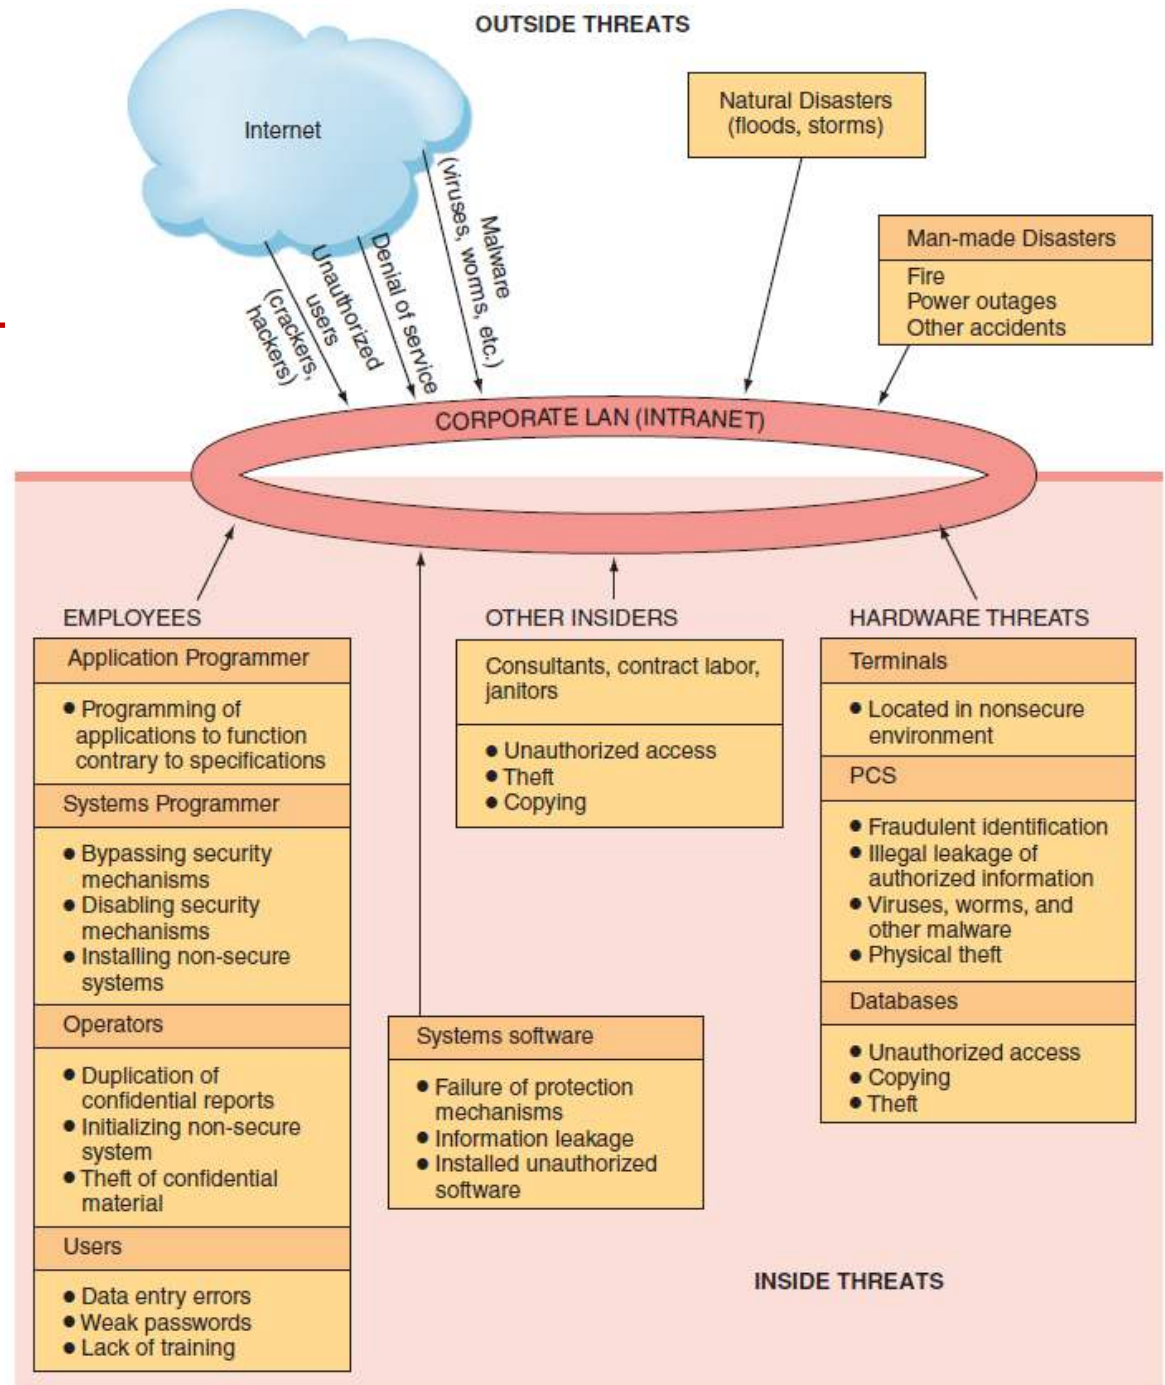 OUTSIDE THREATS
Internet
Natural Disasters
(floods, storms)
Man-made Disasters
Fire
Power outages
Other accidents
Unauthorized
users
(crackers,
hackers)
Denial of service
Malware
(viruses, worms, etc.)
CORPORATE LAN (INTRANET)
EMPLOYEES
Application Programmer
● Programming of
applications to function
contrary to specifications
Systems Programmer
● Bypassing security
mechanisms
● Disabling security
mechanisms
● Installing non-secure
systems
Operators
● Duplication of
confidential reports
● Initializing non-secure
system
● Theft of confidential
material
Users
● Data entry errors
● Weak passwords
● Lack of training
OTHER INSIDERS
Consultants, contract labor,
janitors
● Unauthorized access
● Theft
● Copying
Systems software
● Failure of protection
mechanisms
● Information leakage
● Installed unauthorized
software
HARDWARE THREATS
Terminals
● Located in nonsecure
environment
PCS
● Fraudulent identification
● Illegal leakage of
authorized information
● Viruses, worms, and
other malware
● Physical theft
Databases
● Unauthorized access
● Copying
● Theft
INSIDE THREATS